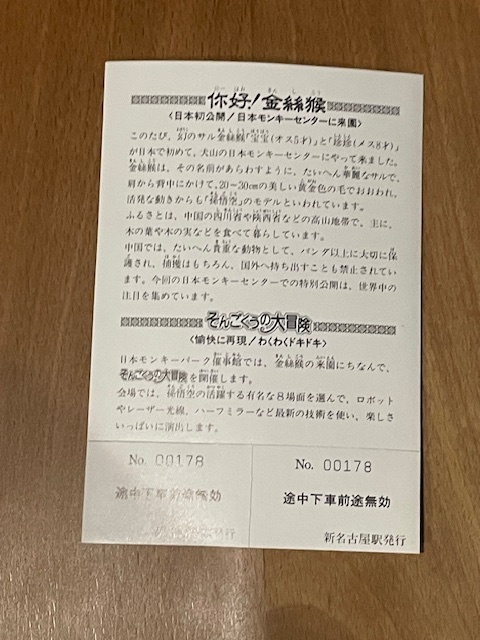 你好！金絲猴
〈日本初公開！日本モンキーセンターに来園〉
このたび、幻のサル金絲猴「宝宝(オス5才)」と「珍珍(メス8才)」
が日本で初めて、犬山の日本モンキーセンターにやって来ました。
金絲猴は、その名前があらわすように、たいへん華麗なサルで、
肩から背中にかけて、20～30cmの美しい黄金色の毛でおおわれ、
活発な動きからも「孫悟空」のモデルといわれています。
ふるさとは、中国の四川省や陝西省などの高山地帯で、主に、
木の葉や木の実などを食べて暮らしています。
中国では、たいへん貴重な動物として、パンダ以上に大切に保
護され、捕獲はもちろん、国外へ持ち出すことも禁止されてい
ます。今回の日本モンキーセンターでの特別公開は、世界中の
注目を集めています。
そんごくうの大冒険
〈愉快に再現！わくわくドキドキ〉
日本モンキーパーク催事館では、金絲猴の来園にちなんで、
そんごくうの大冒険を開催します。
会場では、孫悟空の活躍する有名な8場面を選んで、ロボット
やレーザー光線、ハーフミラーなど最新の技術を使い、楽しさ
いっぱいに演出します。
No. 00178
途中下車前途無効
No. 00178
途中下車前途無効
新名古屋駅発行